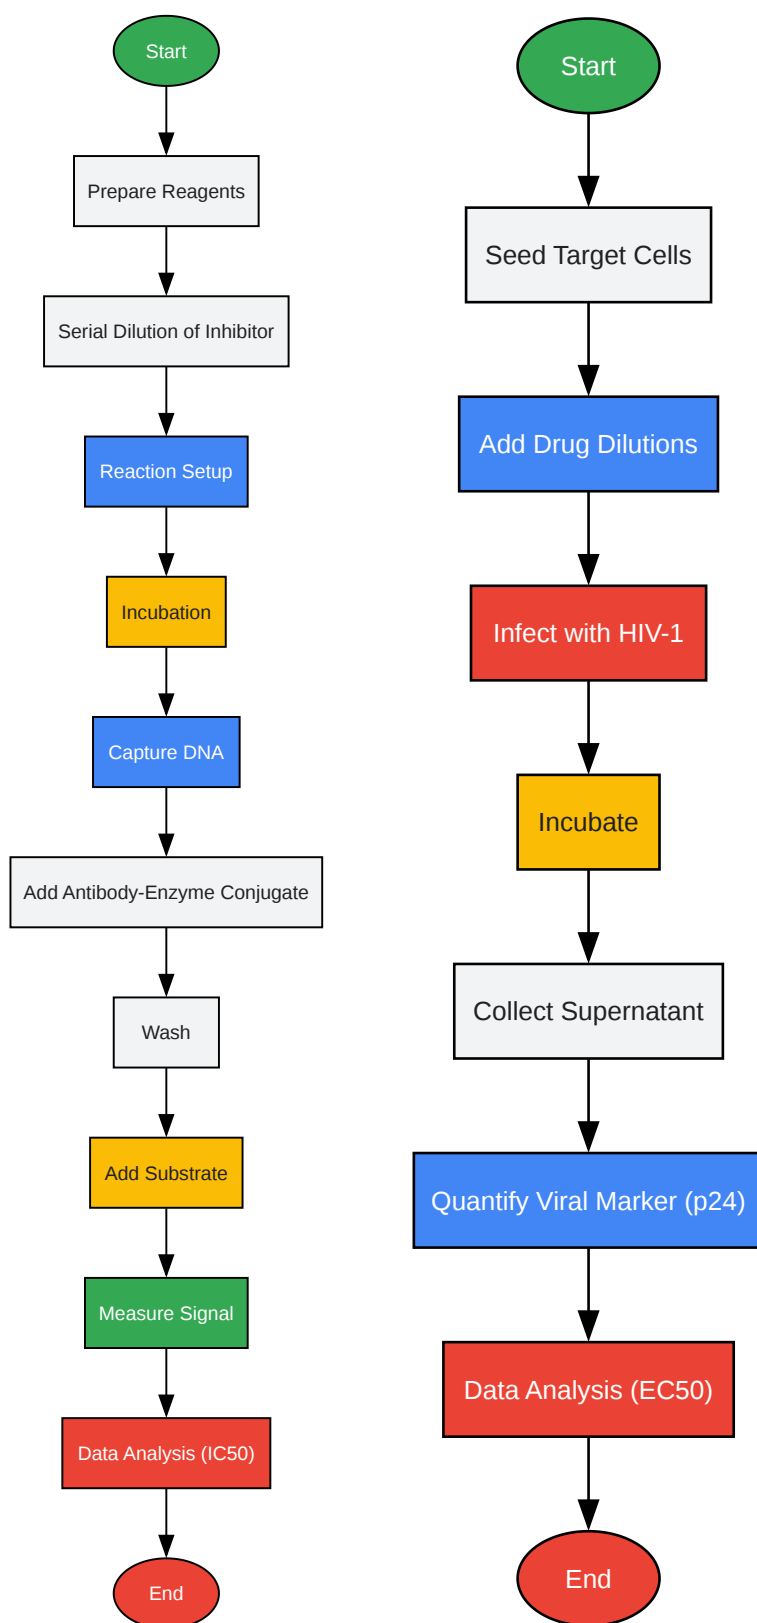 Start
Prepare Reagents
Serial Dilution of Inhibitor
Reaction Setup
Incubation
Capture DNA
Add Antibody-Enzyme Conjugate
Wash
Add Substrate
Measure Signal
Data Analysis (IC50)
End
Start
Seed Target Cells
Add Drug Dilutions
Infect with HIV-1
Incubate
Collect Supernatant
Quantify Viral Marker (p24)
Data Analysis (EC50)
End